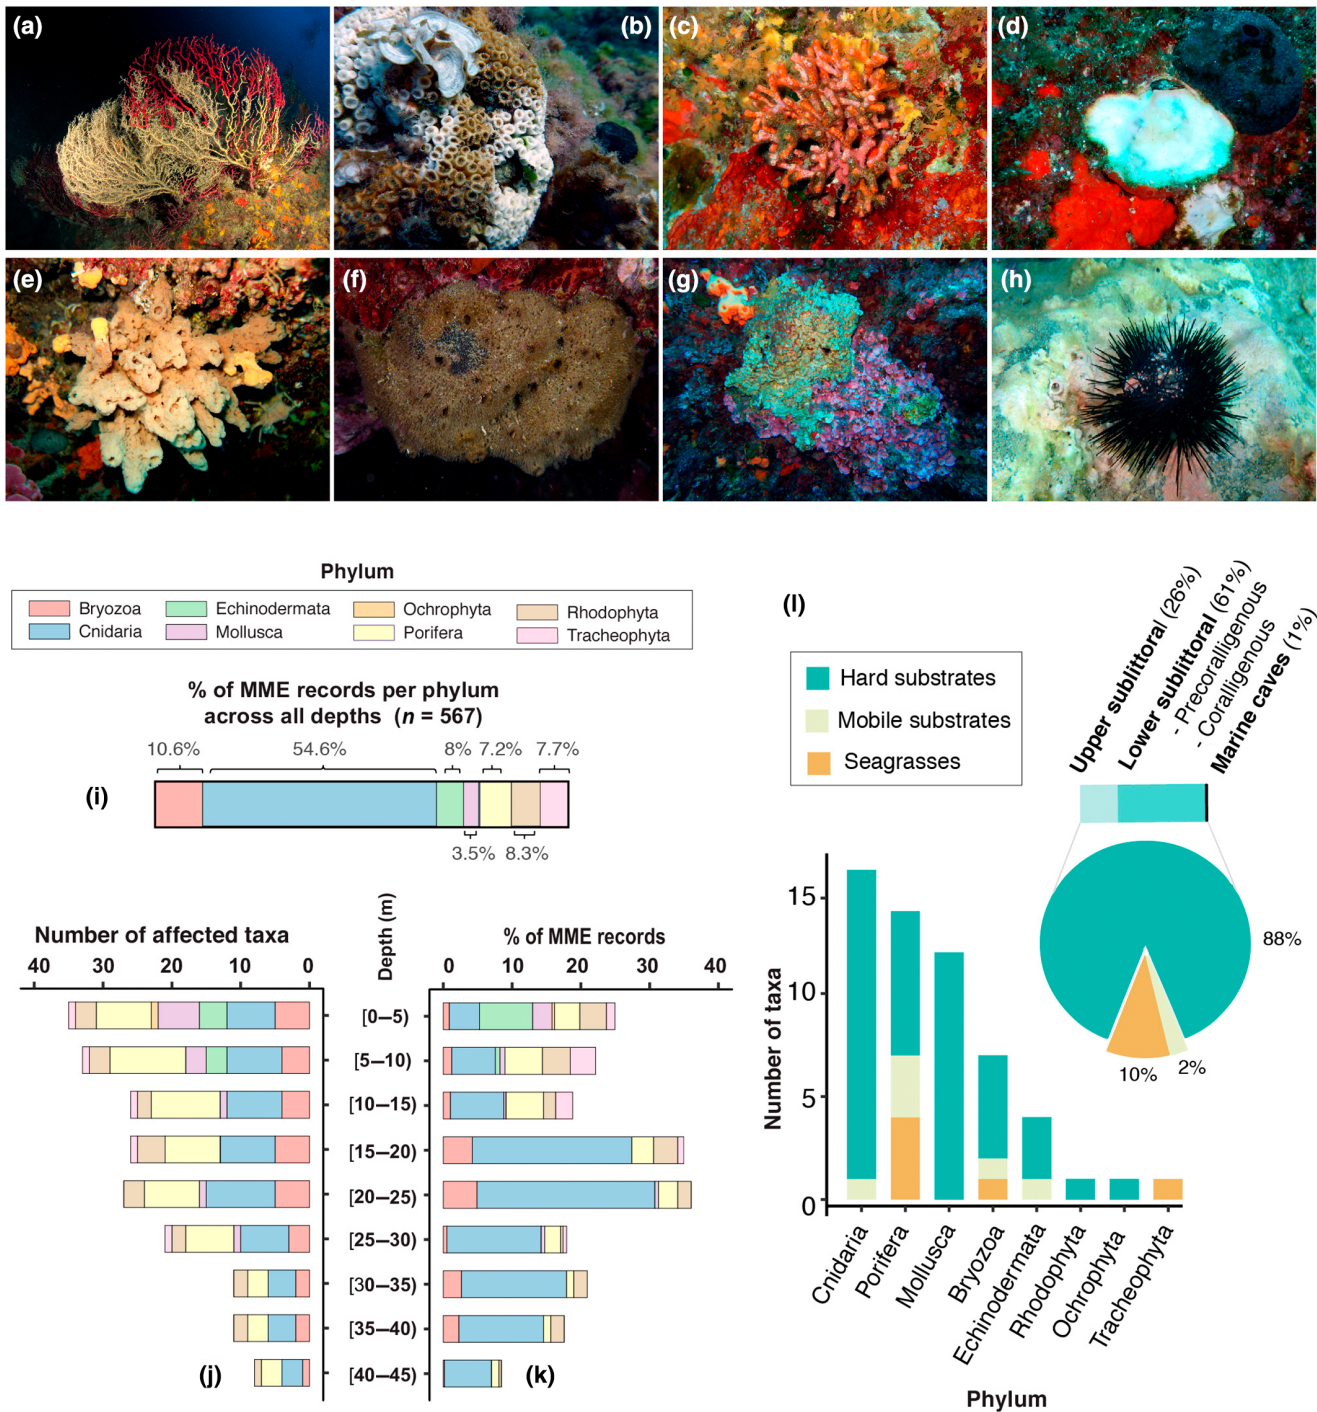 (a)
(b)
(c)
(d)
(e)
(f)
(g)
(h)
Phylum
Bryozoa
Echinodermata
Ochrophyta
Rhodophyta
Cnidaria
Mollusca
Porifera
Tracheophyta
% of MME records per phylum
across all depths (n = 567)
10.6%
54.6%
8%
7.2%
7.7%
(i)
3.5%
8.3%
Number of affected taxa
Depth (m)
% of MME records
40
30
20
10
0
0
10
20
30
40
[0—5)
[5—10)
[10—15)
[15—20)
[20—25)
[25—30)
[30—35)
[35—40)
[40—45)
(j)
(k)
(l)
Hard substrates
Mobile substrates
Seagrasses
Upper sublittoral (26%)
Lower sublittoral (61%)
- Precoralligenous
- Coralligenous
Marine caves (1%)
88%
10%
2%
Number of taxa
15
10
5
0
Cnidaria
Porifera
Mollusca
Bryozoa
Echinodermata
Rhodophyta
Ochrophyta
Tracheophyta
Phylum